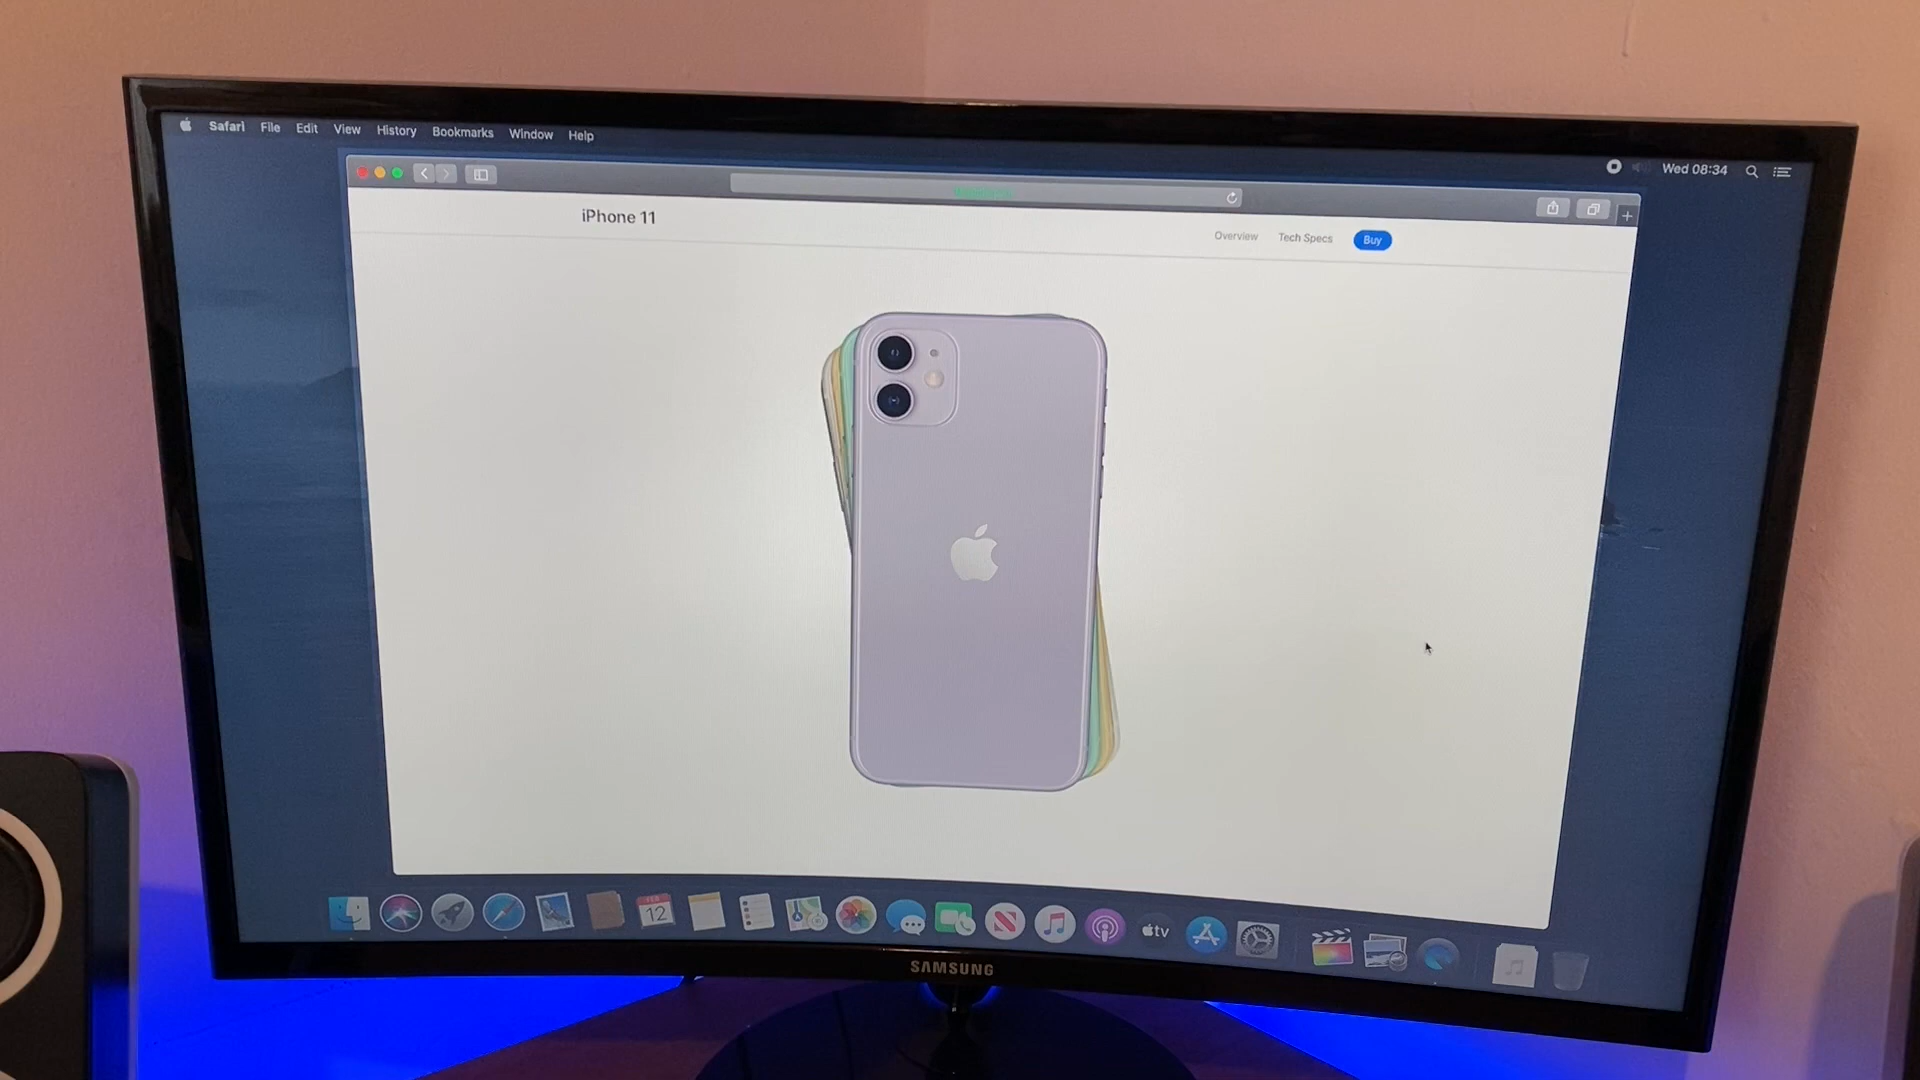 Safari File Edit View History Bookmarks Window Help
Wed 08:34
iPhone 11
Overview Tech Specs Buy
FEB
12
tv
SAMSUNG